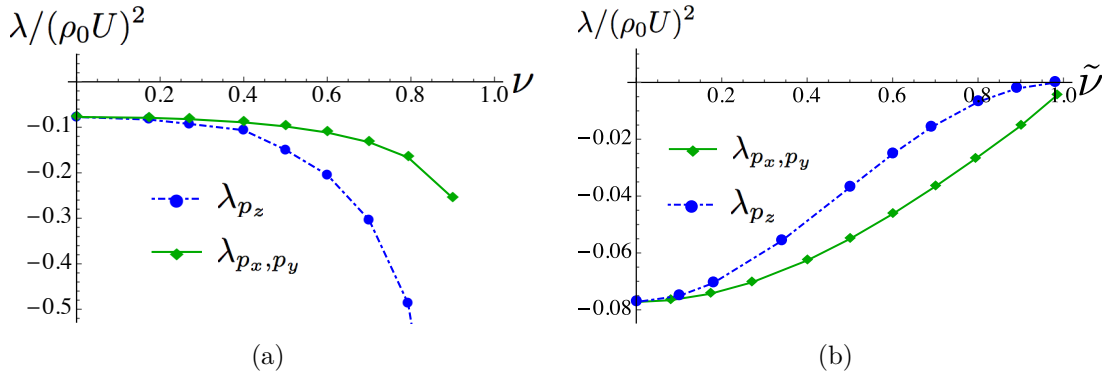 λ/(ρ₀U)²
0.2 0.4 0.6 0.8 1.0 ν
−0.1
−0.2
−0.3
−0.4
−0.5
λ_{p_z}
λ_{p_x,p_y}
(a)
λ/(ρ₀U)²
0.2 0.4 0.6 0.8 1.0 ν̃
−0.02
−0.04
−0.06
−0.08
λ_{p_x,p_y}
λ_{p_z}
(b)